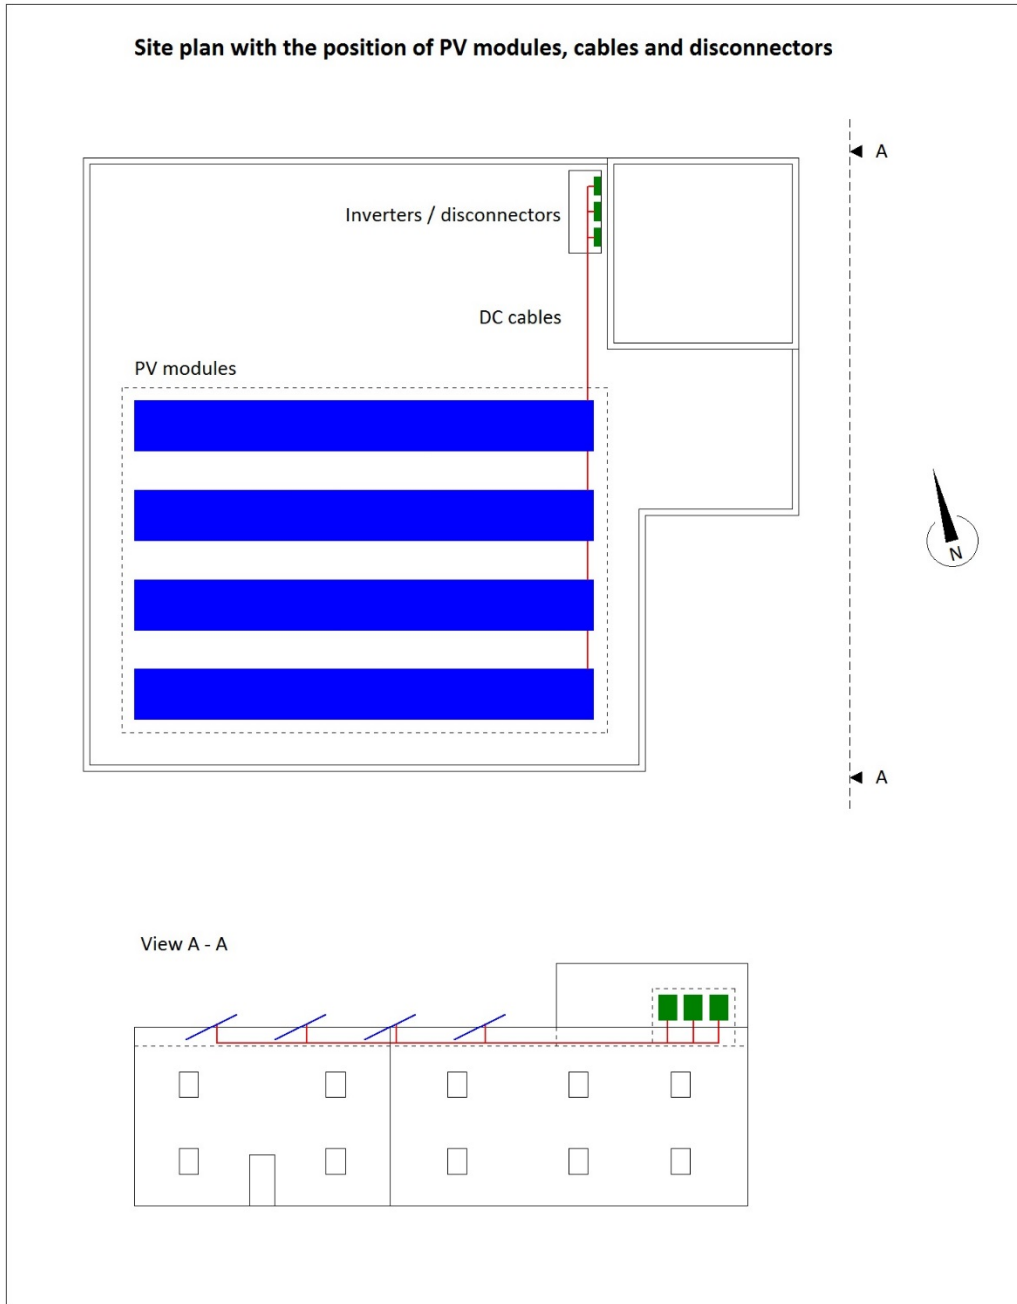 Site plan with the position of PV modules, cables and disconnectors
A
Inverters / disconnectors
DC cables
PV modules
N
A
View A - A